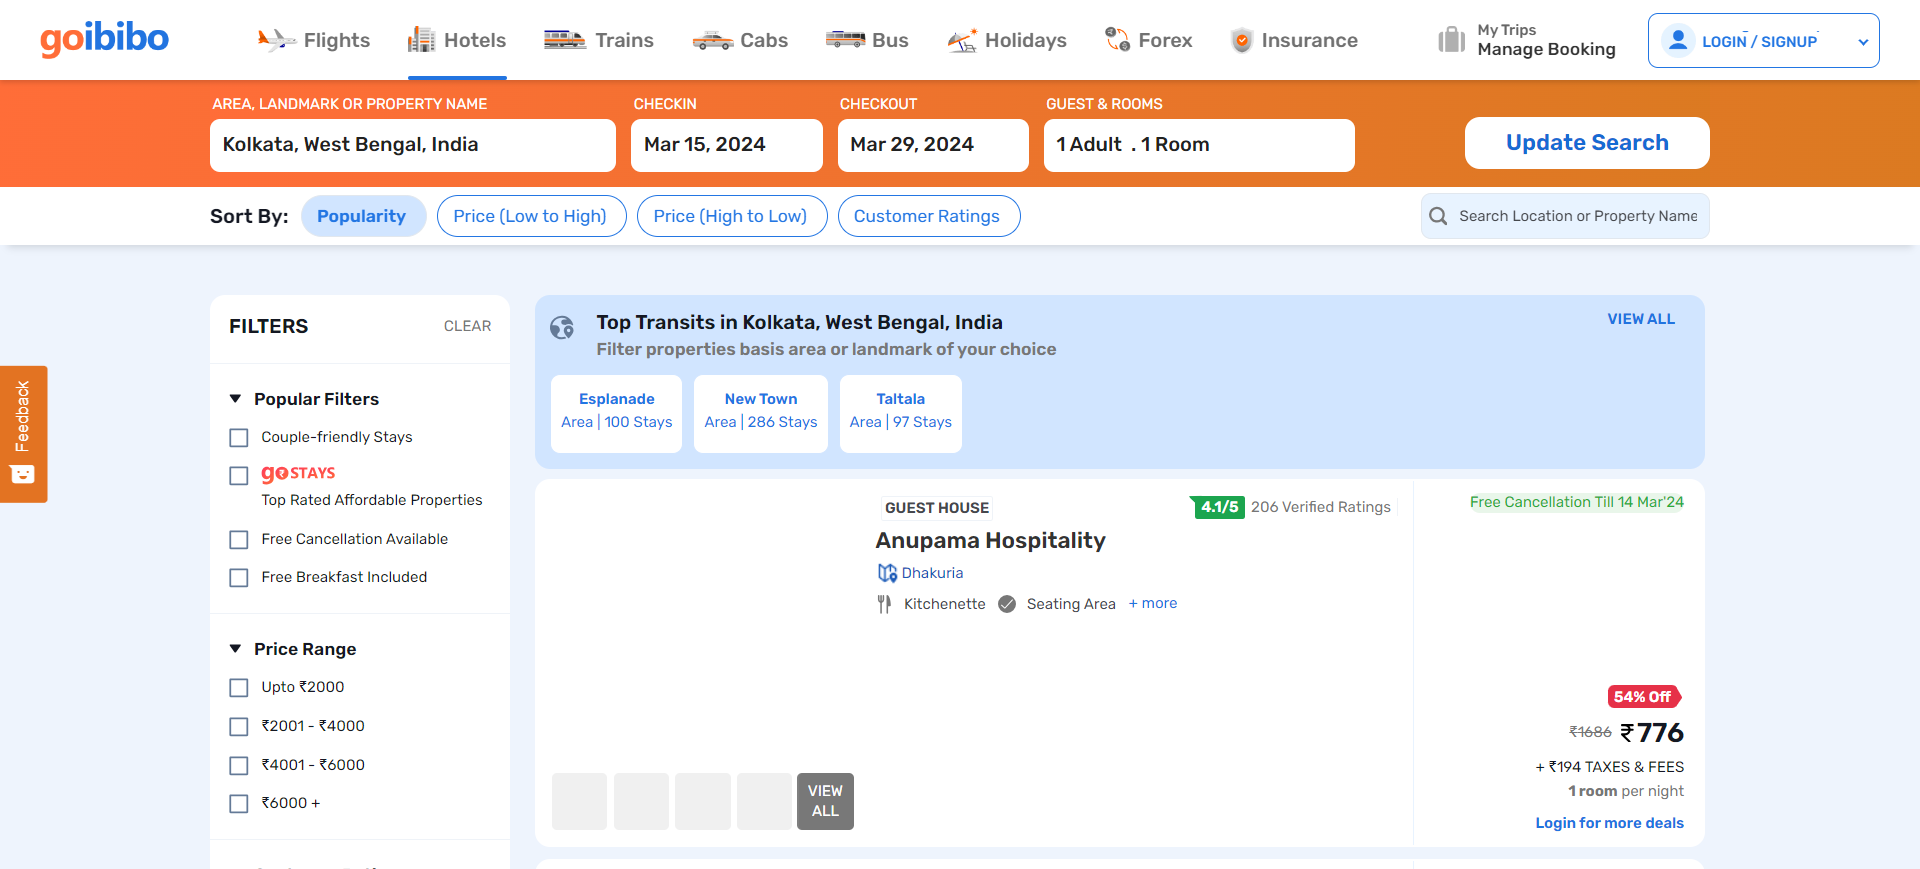 goibibo
Flights
Hotels
Trains
Cabs
Bus
Holidays
Forex
Insurance
My Trips
Manage Booking
LOGIN / SIGNUP
AREA, LANDMARK OR PROPERTY NAME
CHECKIN
CHECKOUT
GUEST & ROOMS
Kolkata, West Bengal, India
Mar 15, 2024
Mar 29, 2024
1 Adult . 1 Room
Update Search
Sort By:
Popularity
Price (Low to High)
Price (High to Low)
Customer Ratings
Search Location or Property Name
Feedback
FILTERS
CLEAR
Popular Filters
Couple-friendly Stays
goSTAYS
Top Rated Affordable Properties
Free Cancellation Available
Free Breakfast Included
Price Range
Upto ₹2000
₹2001 - ₹4000
₹4001 - ₹6000
₹6000 +
Top Transits in Kolkata, West Bengal, India
VIEW ALL
Filter properties basis area or landmark of your choice
Esplanade
Area | 100 Stays
New Town
Area | 286 Stays
Taltala
Area | 97 Stays
GUEST HOUSE
4.1/5
206 Verified Ratings
Anupama Hospitality
Dhakuria
Kitchenette
Seating Area
+ more
VIEW
ALL
Free Cancellation Till 14 Mar'24
54% Off
₹1686 ₹776
+ ₹194 TAXES & FEES
1 room per night
Login for more deals